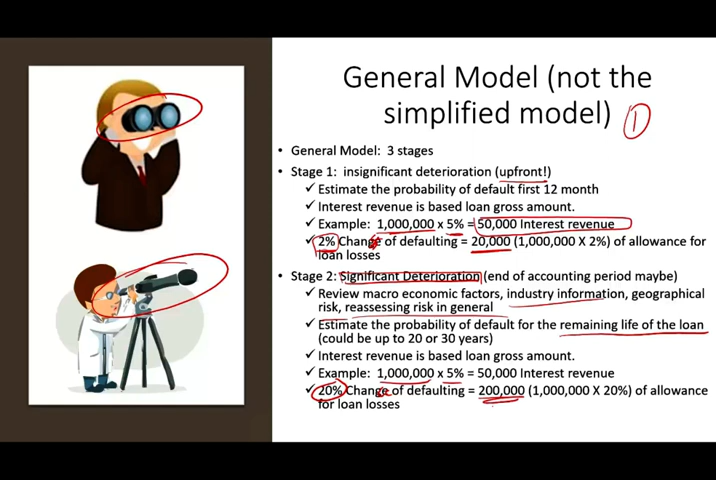 General Model (not the
simplified model) 1
• General Model: 3 stages
• Stage 1: insignificant deterioration (upfront!)
✓ Estimate the probability of default first 12 month
✓ Interest revenue is based loan gross amount.
✓ Example: 1,000,000 x 5% = 50,000 Interest revenue
✓ 2% Change of defaulting = 20,000 (1,000,000 X 2%) of allowance for
loan losses
• Stage 2: Significant Deterioration (end of accounting period maybe)
✓ Review macro economic factors, industry information, geographical
risk, reassessing risk in general
✓ Estimate the probability of default for the remaining life of the loan
(could be up to 20 or 30 years)
✓ Interest revenue is based loan gross amount.
✓ Example: 1,000,000 x 5% = 50,000 Interest revenue
✓ 20% Change of defaulting = 200,000 (1,000,000 X 20%) of allowance
for loan losses